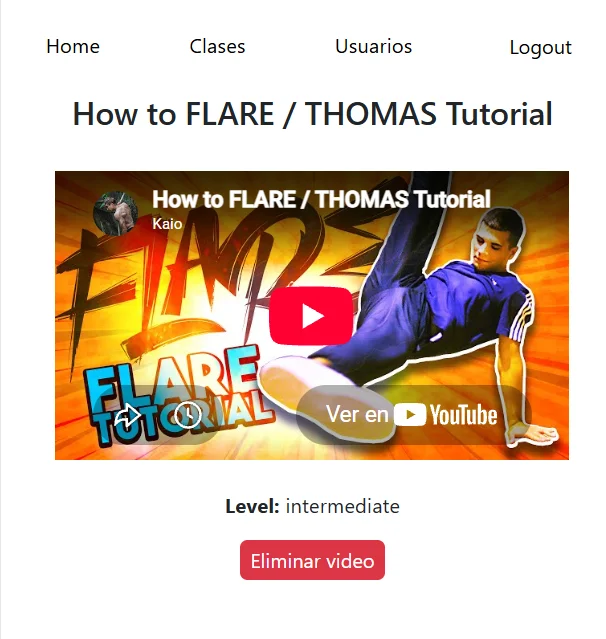 Home Clases Usuarios Logout
How to FLARE / THOMAS Tutorial
How to FLARE / THOMAS Tutorial
Kaio
FLARE
FLARE
TUTORIAL
Ver en YouTube
Level: intermediate
Eliminar video